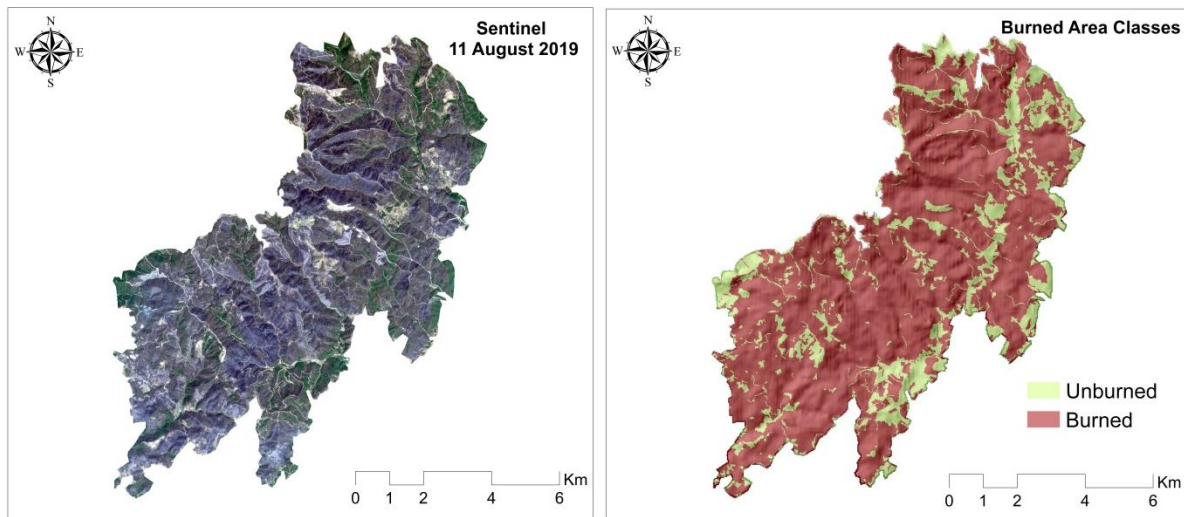 N
W E
S
Sentinel
11 August 2019
Km
0 1 2 4 6
N
W E
S
Burned Area Classes
Unburned
Burned
Km
0 1 2 4 6